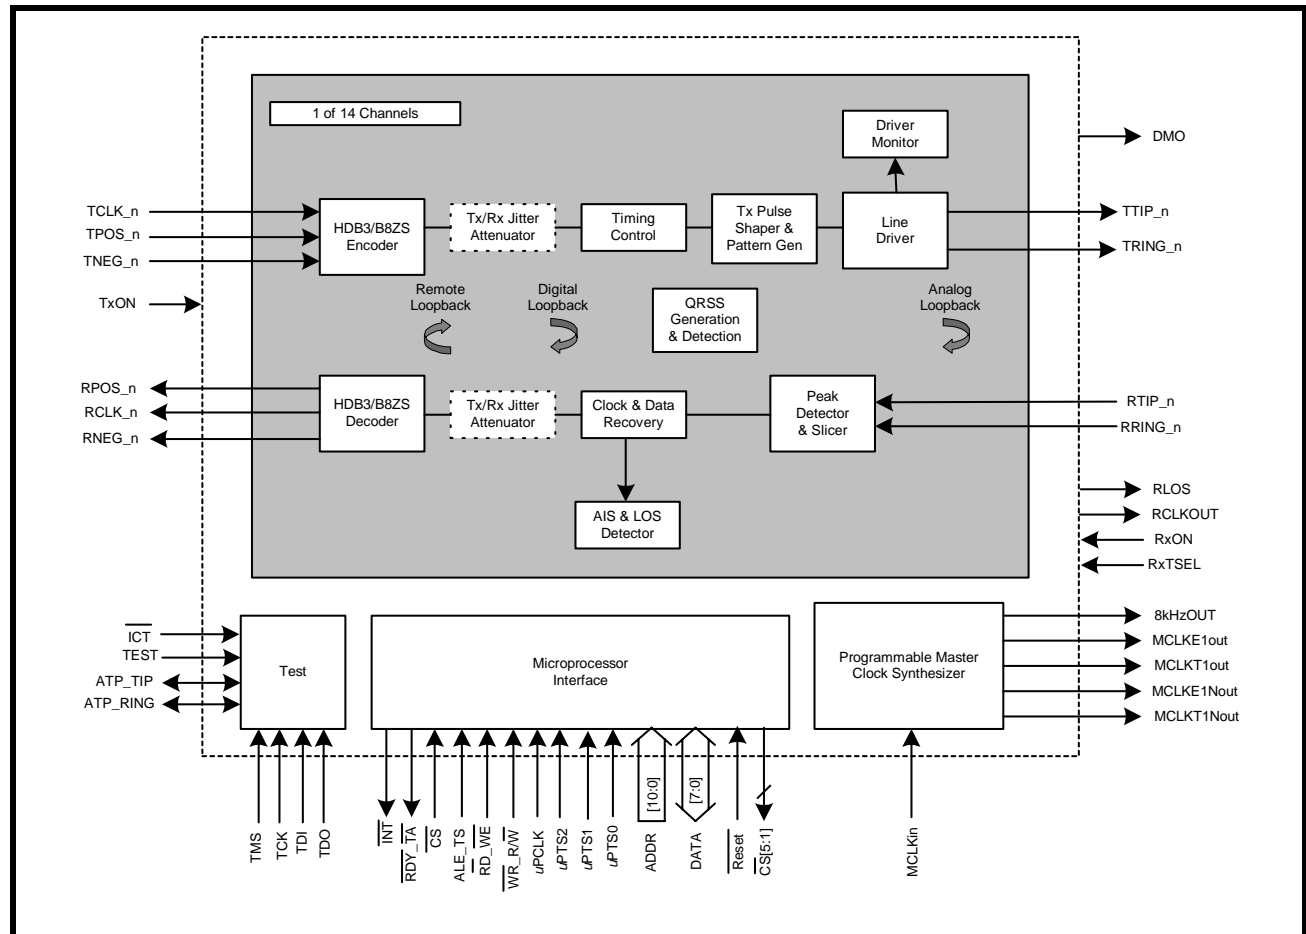 1 of 14 Channels
Driver
Monitor
DMO
TCLK_n
TPOS_n
TNEG_n
HDB3/B8ZS
Encoder
Tx/Rx Jitter
Attenuator
Timing
Control
Tx Pulse
Shaper &
Pattern Gen
Line
Driver
TTIP_n
TRING_n
TxON
Remote
Loopback
Digital
Loopback
QRSS
Generation
& Detection
Analog
Loopback
RPOS_n
RCLK_n
RNEG_n
HDB3/B8ZS
Decoder
Tx/Rx Jitter
Attenuator
Clock & Data
Recovery
Peak
Detector
& Slicer
RTIP_n
RRING_n
AIS & LOS
Detector
RLOS
RCLKOUT
RxON
RxTSEL
ICT
TEST
ATP_TIP
ATP_RING
Test
Microprocessor
Interface
Programmable Master
Clock Synthesizer
8kHzOUT
MCLKE1out
MCLKT1out
MCLKE1Nout
MCLKT1Nout
TMS
TCK
TDI
TDO
INT
RDY_TA
CS
ALE_TS
RD_WE
WR_R/W
uPCLK
uPTS2
uPTS1
uPTS0
[10:0]
ADDR
[7:0]
DATA
Reset
CS[5:1]
MCLKin